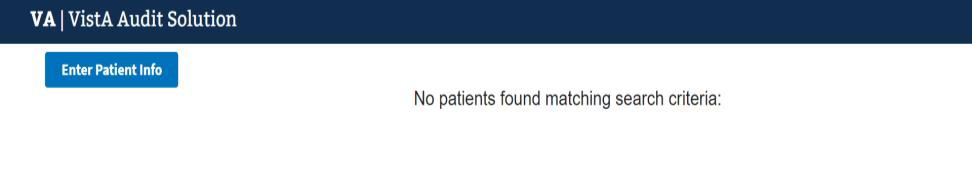 VA | VistA Audit Solution
Enter Patient Info
No patients found matching search criteria: